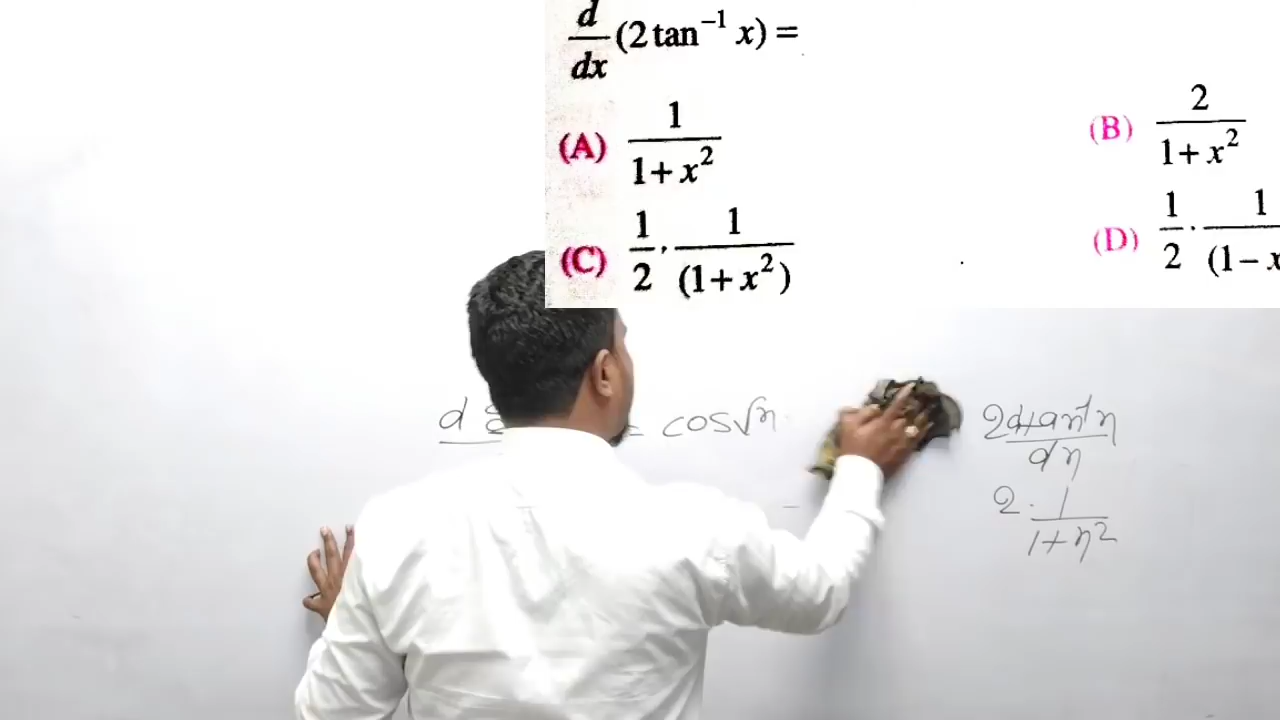 d/dx (2 tan⁻¹ x) =
(A) 1/(1+x²)
(B) 2/(1+x²)
(C) 1/2 · 1/(1+x²)
(D) 1/2 · 1/(1−x
d
= cos√x
2dtan⁻¹x/dx
2 · 1/(1+x²)